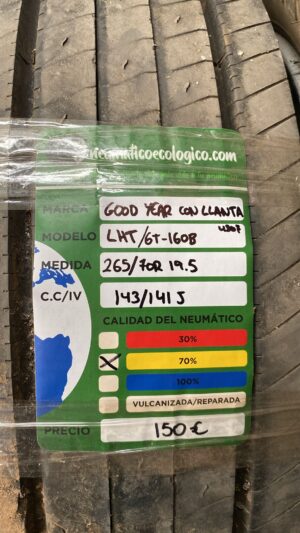 neumaticoecologico.com
MARCA GOOD YEAR CON LLANTA
MODELO LHT/GT-160B
MEDIDA 265/70R 19.5
C.C/IV 143/141 J
CALIDAD DEL NEUMÁTICO
30%
X 70%
100%
VULCANIZADA/REPARADA
PRECIO 150 €